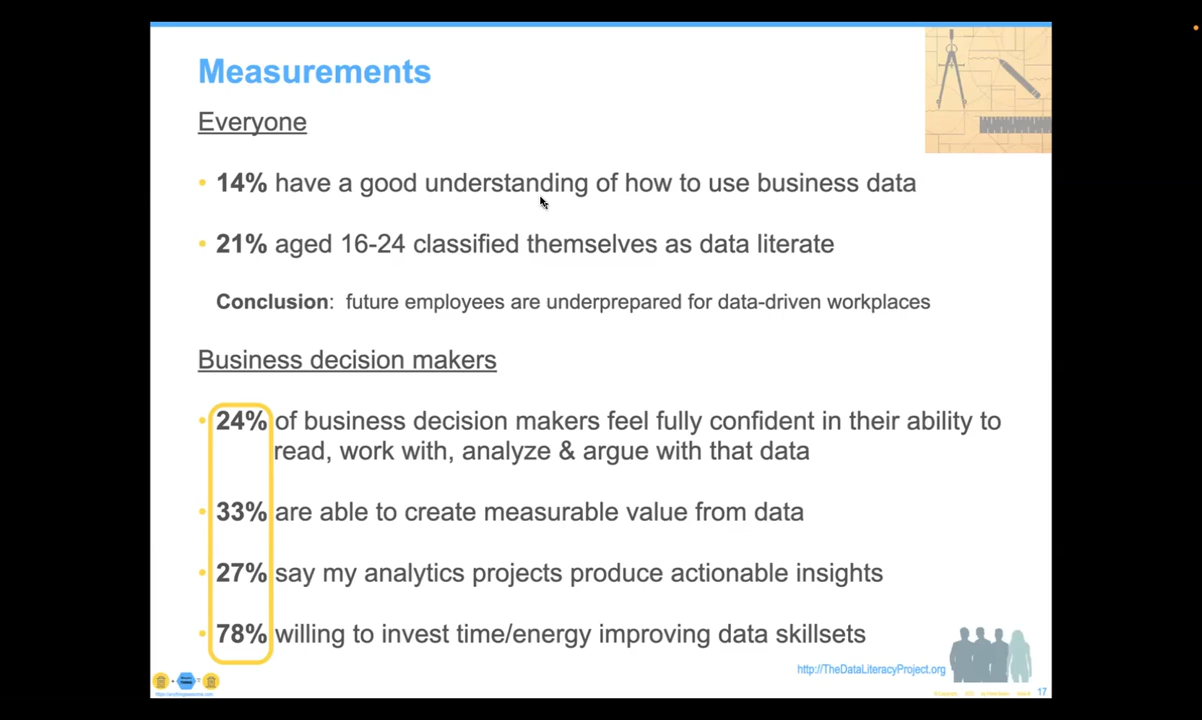 Measurements
Everyone
• 14% have a good understanding of how to use business data
• 21% aged 16-24 classified themselves as data literate
Conclusion: future employees are underprepared for data-driven workplaces
Business decision makers
• 24% of business decision makers feel fully confident in their ability to
read, work with, analyze & argue with that data
• 33% are able to create measurable value from data
• 27% say my analytics projects produce actionable insights
• 78% willing to invest time/energy improving data skillsets
http://TheDataLiteracyProject.org
17